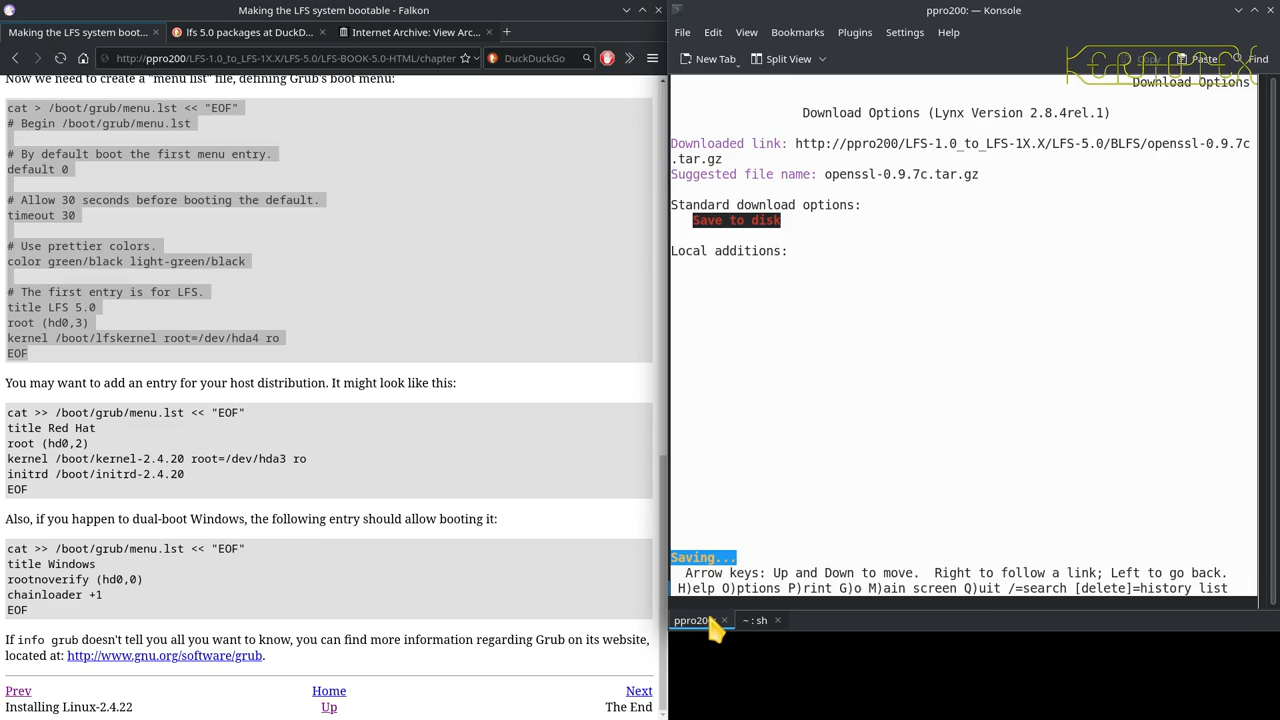 Making the LFS system bootable - Falkon
Making the LFS system boot...
lfs 5.0 packages at DuckD...
Internet Archive: View Arc...
http://ppro200/LFS-1.0_to_LFS-1X.X/LFS-5.0/LFS-BOOK-5.0-HTML/chapter
DuckDuckGo
Now we need to create a "menu list" file, defining Grub's boot menu:
cat > /boot/grub/menu.lst << "EOF"
# Begin /boot/grub/menu.lst
# By default boot the first menu entry.
default 0
# Allow 30 seconds before booting the default.
timeout 30
# Use prettier colors.
color green/black light-green/black
# The first entry is for LFS.
title LFS 5.0
root (hd0,3)
kernel /boot/lfskernel root=/dev/hda4 ro
EOF
You may want to add an entry for your host distribution. It might look like this:
cat >> /boot/grub/menu.lst << "EOF"
title Red Hat
root (hd0,2)
kernel /boot/kernel-2.4.20 root=/dev/hda3 ro
initrd /boot/initrd-2.4.20
EOF
Also, if you happen to dual-boot Windows, the following entry should allow booting it:
cat >> /boot/grub/menu.lst << "EOF"
title Windows
rootnoverify (hd0,0)
chainloader +1
EOF
If info grub doesn't tell you all you want to know, you can find more information regarding Grub on its website,
located at: http://www.gnu.org/software/grub.
Prev Home Next
Installing Linux-2.4.22 Up The End
ppro200: — Konsole
File Edit View Bookmarks Plugins Settings Help
New Tab Split View Copy Paste Find
Download Options
Download Options (Lynx Version 2.8.4rel.1)
Downloaded link: http://ppro200/LFS-1.0_to_LFS-1X.X/LFS-5.0/BLFS/openssl-0.9.7c
.tar.gz
Suggested file name: openssl-0.9.7c.tar.gz
Standard download options:
Save to disk
Local additions:
Saving...
Arrow keys: Up and Down to move. Right to follow a link; Left to go back.
H)elp O)ptions P)rint G)o M)ain screen Q)uit /=search [delete]=history list
ppro200:
~ : sh